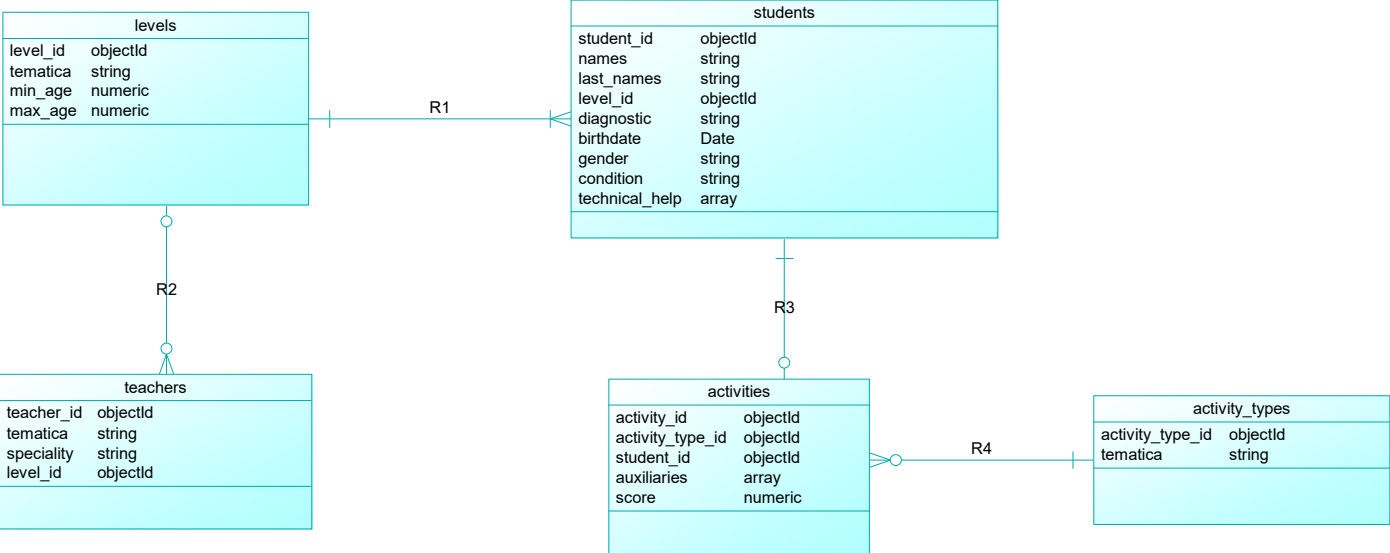 levels
level_id objectId
tematica string
min_age numeric
max_age numeric
R1
students
student_id objectId
names string
last_names string
level_id objectId
diagnostic string
birthdate Date
gender string
condition string
technical_help array
R2
R3
teachers
teacher_id objectId
tematica string
speciality string
level_id objectId
activities
activity_id objectId
activity_type_id objectId
student_id objectId
auxiliaries array
score numeric
R4
activity_types
activity_type_id objectId
tematica string